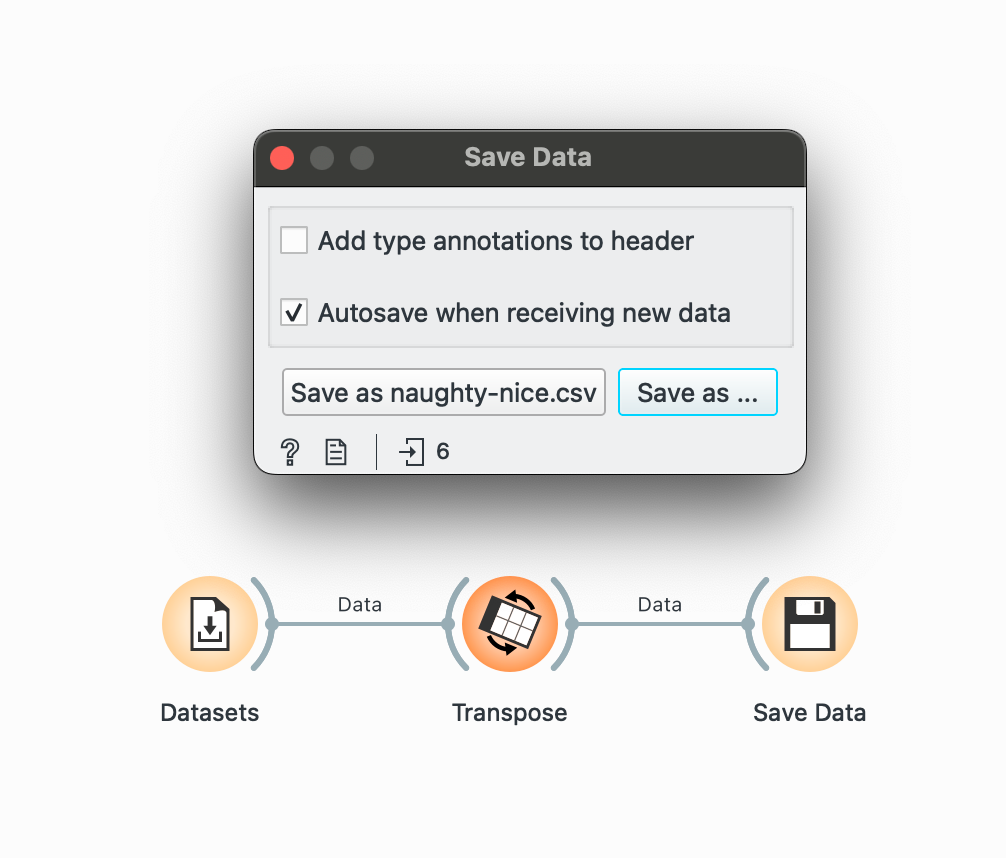 Save Data
Add type annotations to header
Autosave when receiving new data
Save as naughty-nice.csv Save as ...
? 6
Data Data
Datasets Transpose Save Data